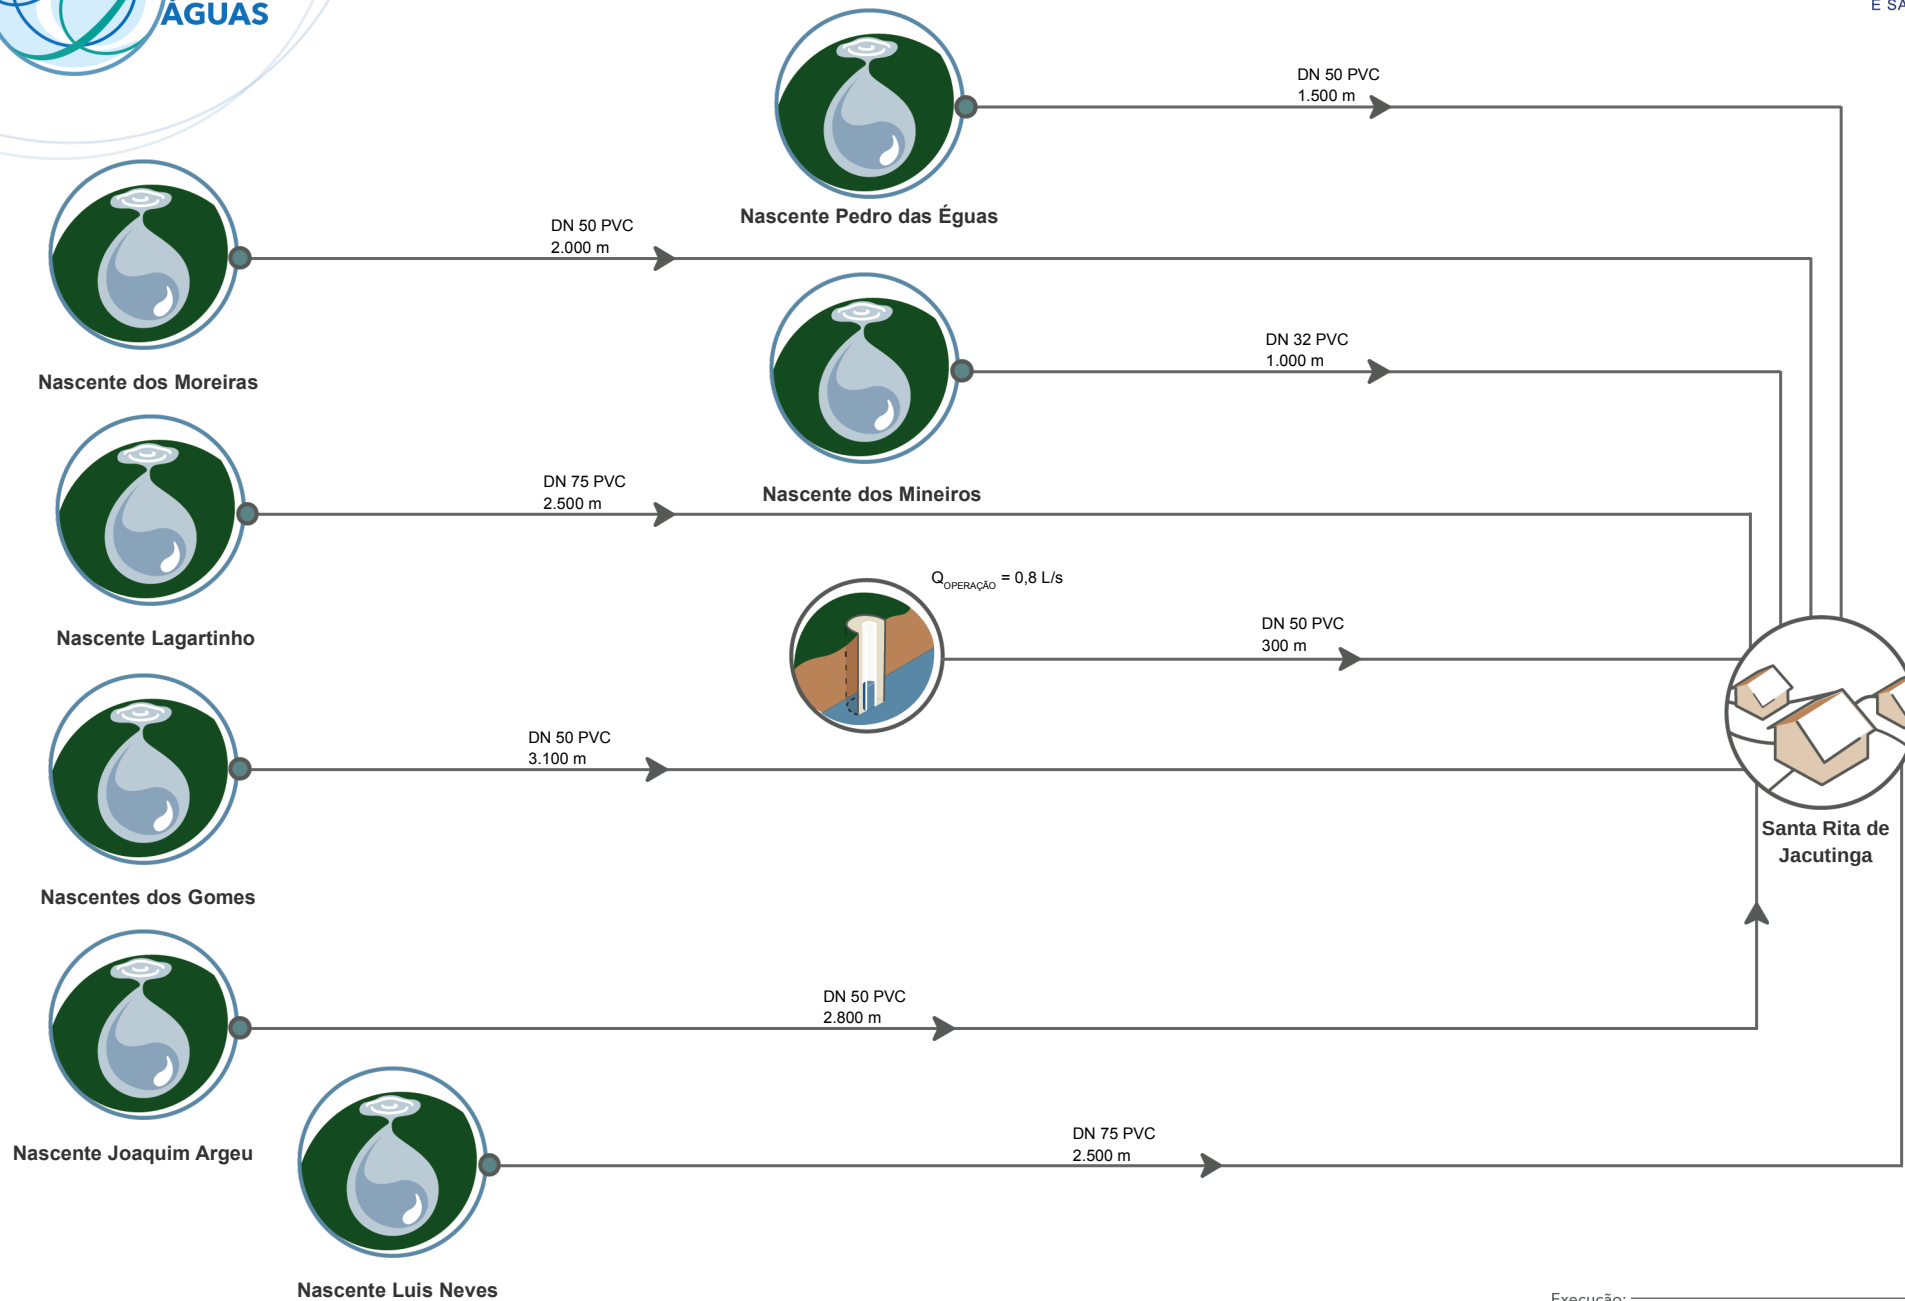 ÁGUAS
E SA
DN 50 PVC
1.500 m
Nascente Pedro das Éguas
DN 50 PVC
2.000 m
Nascente dos Moreiras
DN 32 PVC
1.000 m
Nascente dos Mineiros
DN 75 PVC
2.500 m
Nascente Lagartinho
QOPERAÇÃO = 0,8 L/s
DN 50 PVC
300 m
DN 50 PVC
3.100 m
Nascentes dos Gomes
Santa Rita de
Jacutinga
DN 50 PVC
2.800 m
Nascente Joaquim Argeu
DN 75 PVC
2.500 m
Nascente Luis Neves
Execução: